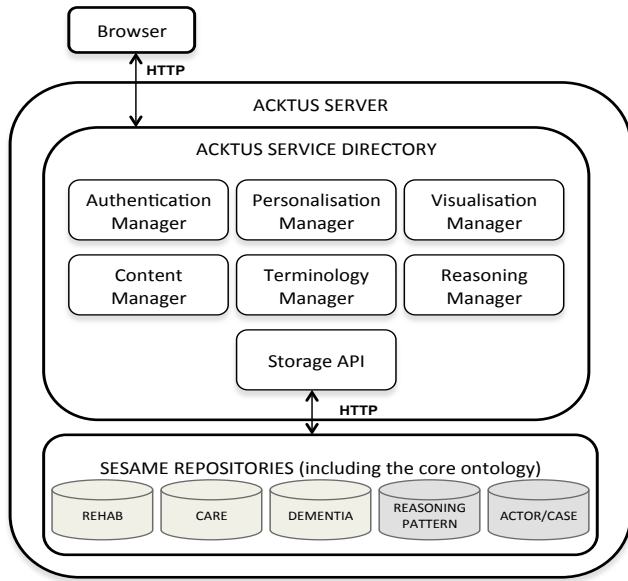 Browser
HTTP
ACKTUS SERVER
ACKTUS SERVICE DIRECTORY
Authentication
Manager
Personalisation
Manager
Visualisation
Manager
Content
Manager
Terminology
Manager
Reasoning
Manager
Storage API
HTTP
SESAME REPOSITORIES (including the core ontology)
REHAB
CARE
DEMENTIA
REASONING
PATTERN
ACTOR/CASE